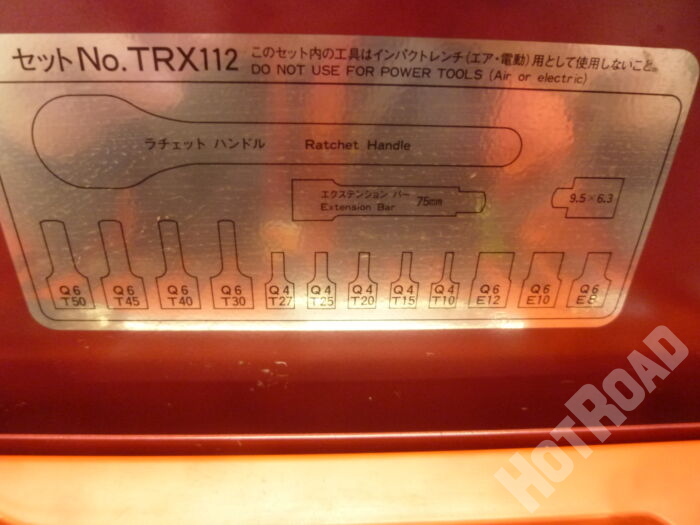 セットNo.TRX112
このセット内の工具はインパクトレンチ(エア・電動)用として使用しないこと。
DO NOT USE FOR POWER TOOLS (Air or electric)
ラチェット ハンドル Ratchet Handle
エクステンション バー
Extension Bar
75mm
9.5×6.3
Q6 Q6 Q6 Q6 Q4 Q4 Q4 Q4 Q4 Q6 Q6 Q6
T50 T45 T40 T30 T27 T25 T20 T15 T10 E12 E10 E8
HOTROAD